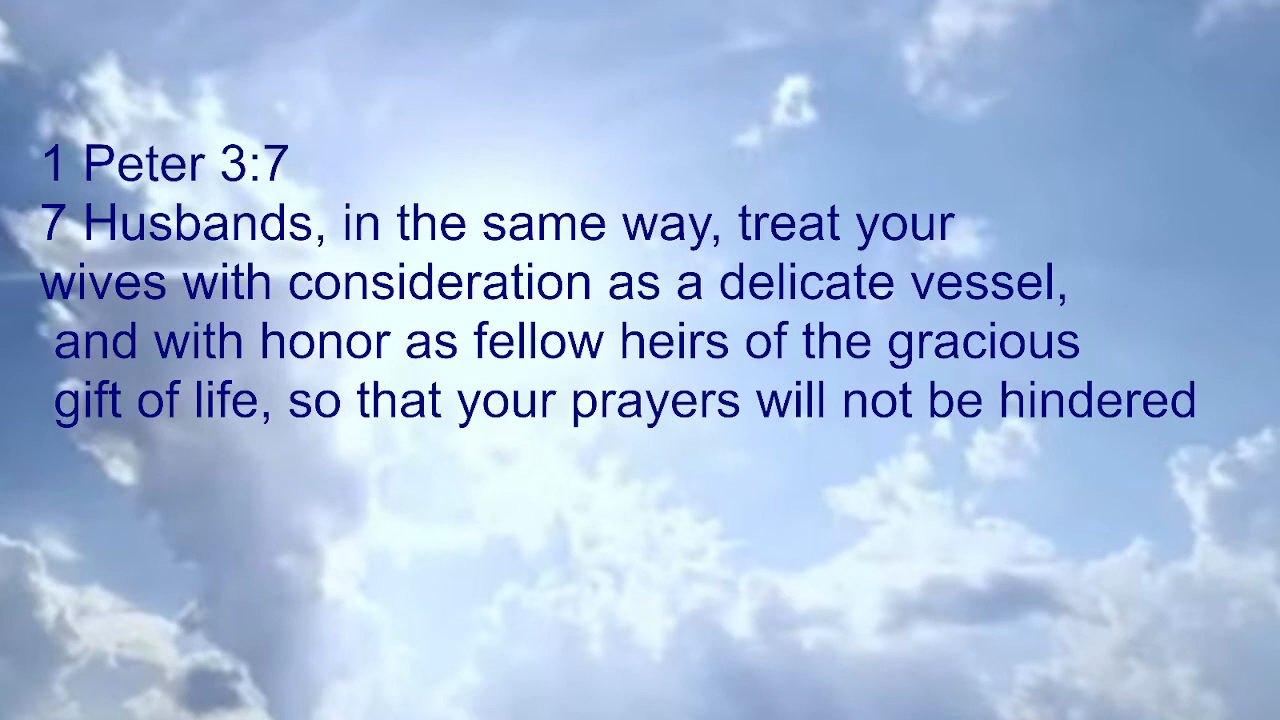 1 Peter 3:7
7 Husbands, in the same way, treat your
wives with consideration as a delicate vessel,
and with honor as fellow heirs of the gracious
gift of life, so that your prayers will not be hindered